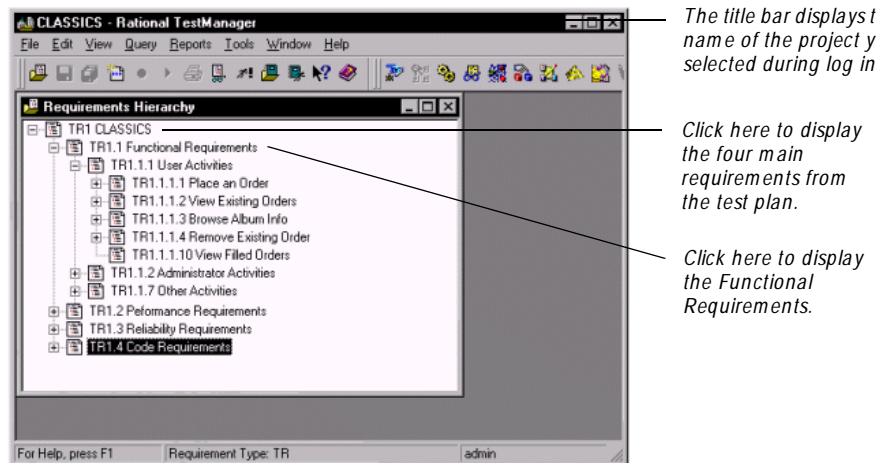 CLASSICS - Rational TestManager
File Edit View Query Reports Tools Window Help
Requirements Hierarchy
TR1 CLASSICS
TR1.1 Functional Requirements
TR1.1.1 User Activities
TR1.1.1.1 Place an Order
TR1.1.1.2 View Existing Orders
TR1.1.1.3 Browse Album Info
TR1.1.1.4 Remove Existing Order
TR1.1.1.10 View Filled Orders
TR1.1.2 Administrator Activities
TR1.1.7 Other Activities
TR1.2 Peformance Requirements
TR1.3 Reliability Requirements
TR1.4 Code Requirements
For Help, press F1 Requirement Type: TR admin
The title bar displays t
name of the project y
selected during log in
Click here to display
the four main
requirements from
the test plan.
Click here to display
the Functional
Requirements.